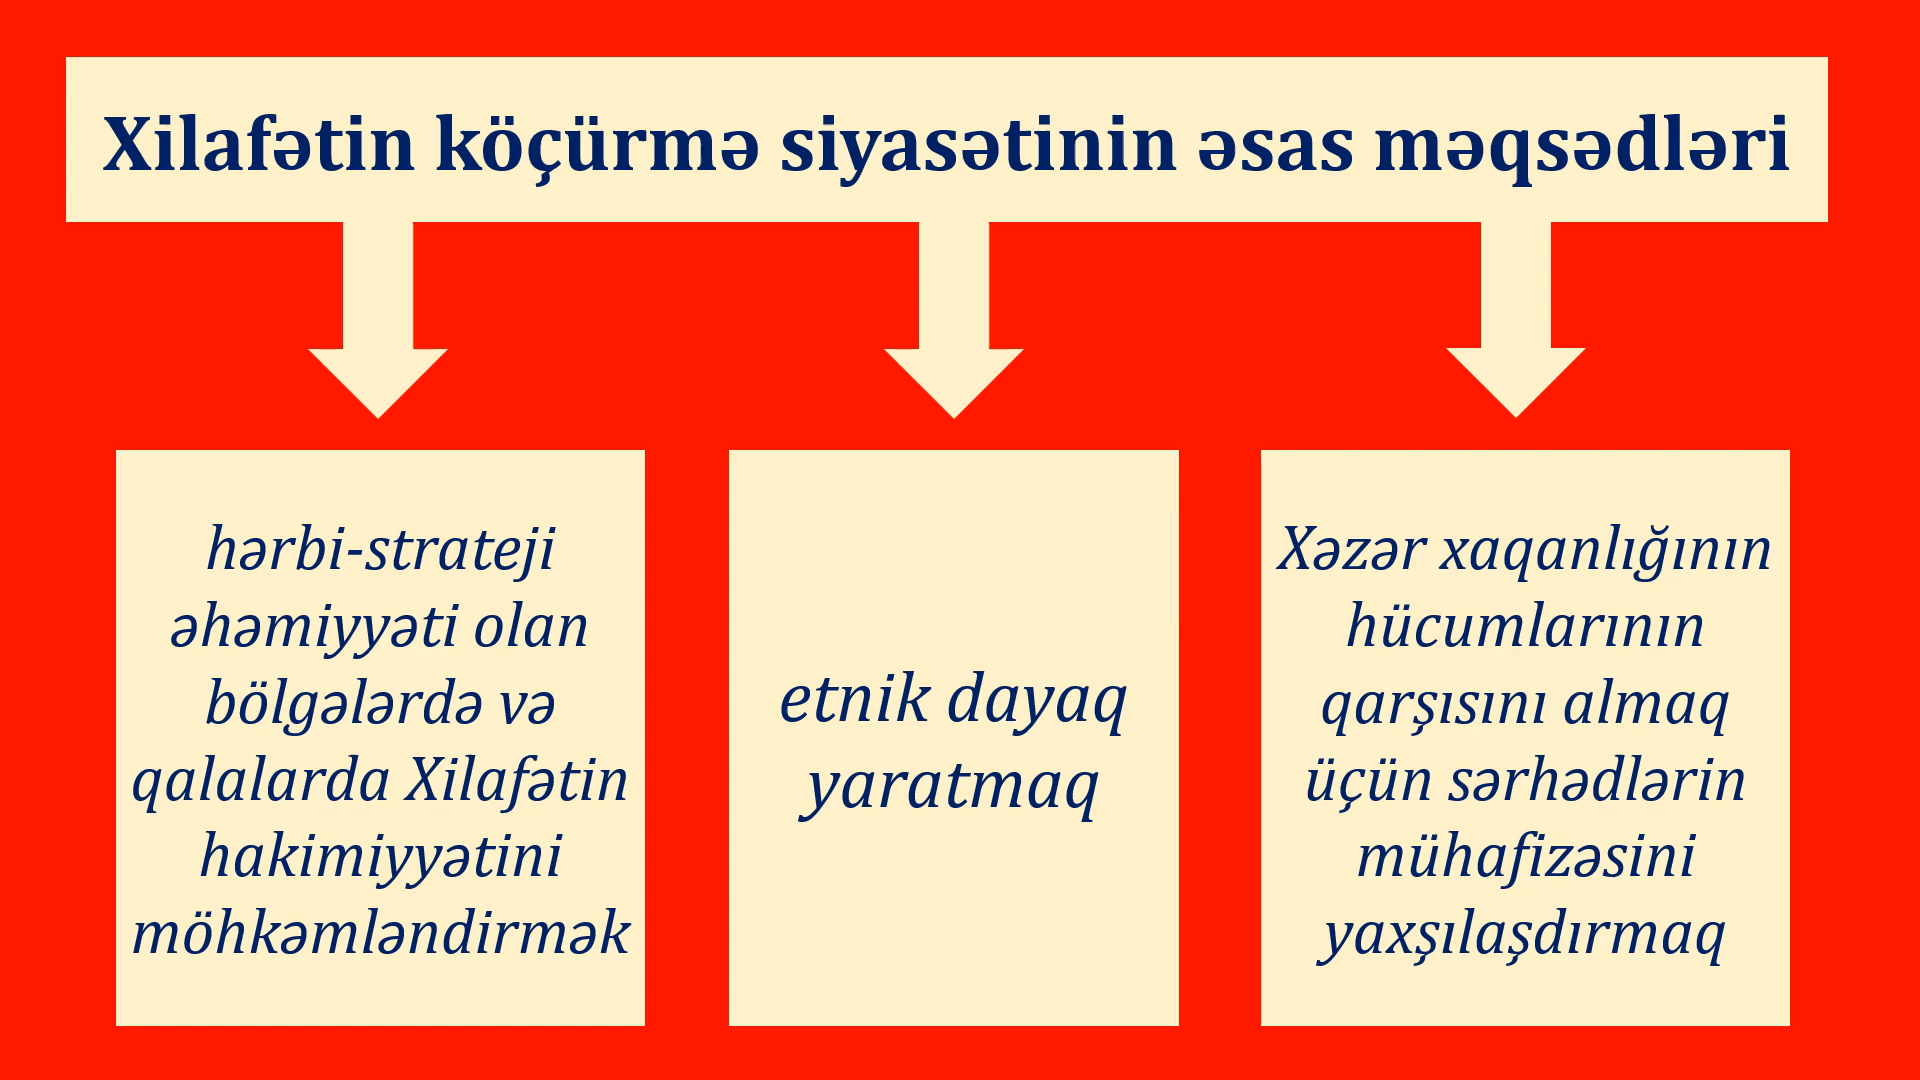 Xilafətin köçürmə siyasətinin əsas məqsədləri
hərbi-strateji
əhəmiyyəti olan
bölgələrdə və
qalalarda Xilafətin
hakimiyyətini
möhkəmləndirmək
etnik dayaq
yaratmaq
Xəzər xaqanlığının
hücumlarının
qarşısını almaq
üçün sərhədlərin
mühafizəsini
yaxşılaşdırmaq